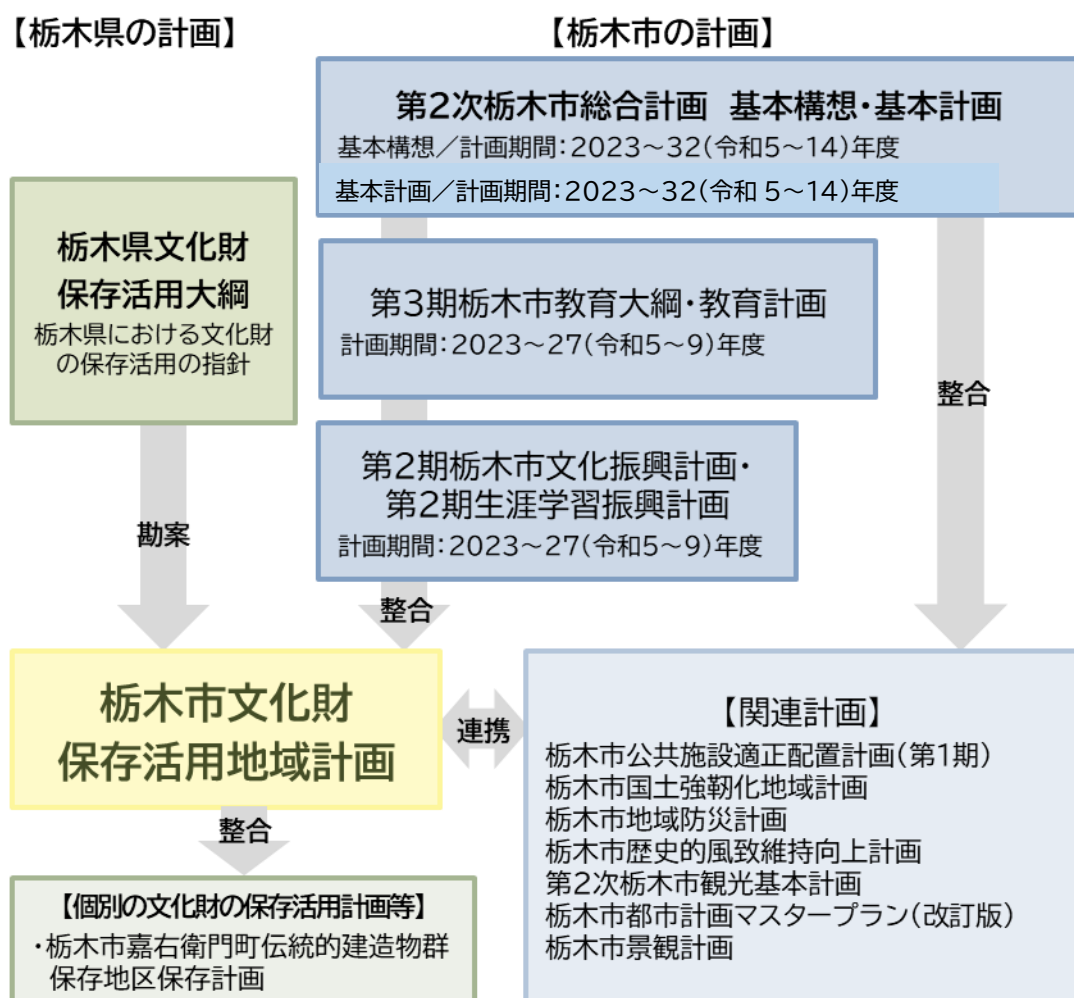 【栃木県の計画】
【栃木市の計画】
第2次栃木市総合計画 基本構想・基本計画
基本構想／計画期間：2023～32（令和5～14）年度
基本計画／計画期間：2023～32（令和 5～14）年度
栃木県文化財
保存活用大綱
栃木県における文化財
の保存活用の指針
第3期栃木市教育大綱・教育計画
計画期間：2023～27（令和5～9）年度
整合
第2期栃木市文化振興計画・
第2期生涯学習振興計画
計画期間：2023～27（令和5～9）年度
勘案
整合
栃木市文化財
保存活用地域計画
連携
【関連計画】
栃木市公共施設適正配置計画（第1期）
栃木市国土強靭化地域計画
栃木市地域防災計画
栃木市歴史的風致維持向上計画
第2次栃木市観光基本計画
栃木市都市計画マスタープラン（改訂版）
栃木市景観計画
整合
【個別の文化財の保存活用計画等】
・栃木市嘉右衛門町伝統的建造物群
保存地区保存計画